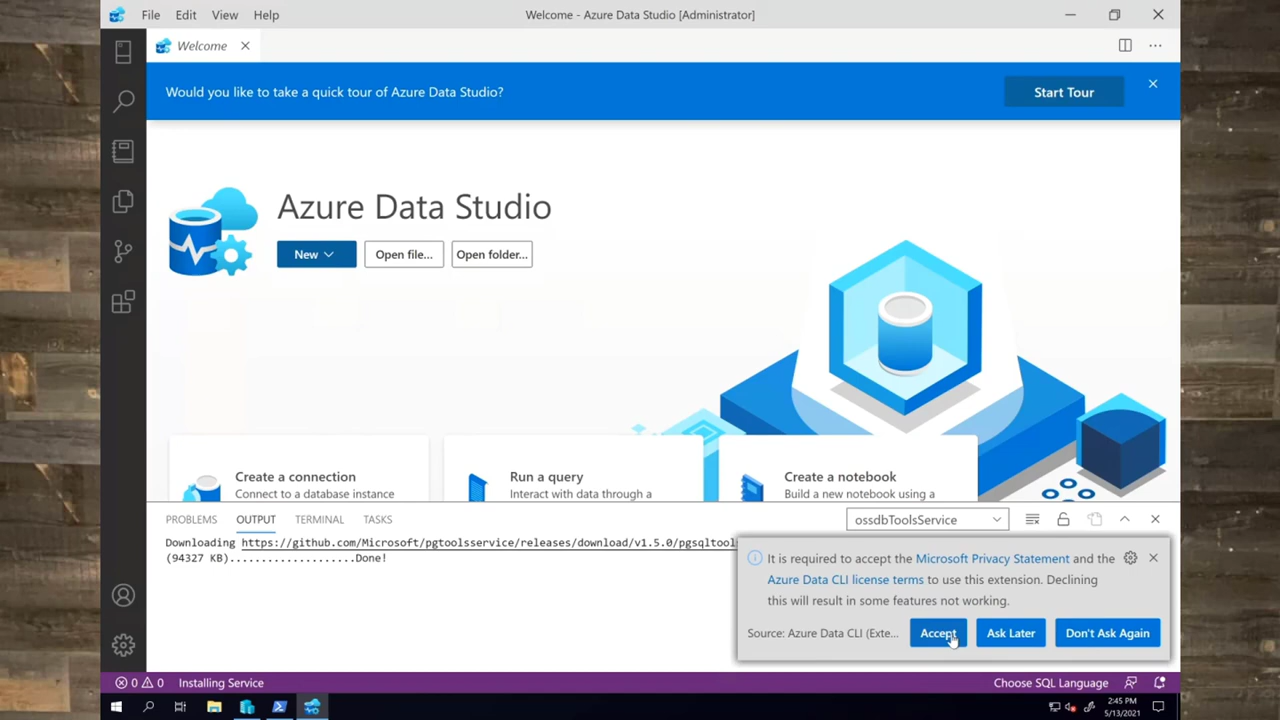 File Edit View Help
Welcome - Azure Data Studio [Administrator]
Welcome
Would you like to take a quick tour of Azure Data Studio?
Start Tour
Azure Data Studio
New
Open file...
Open folder...
Create a connection
Connect to a database instance
Run a query
Interact with data through a
Create a notebook
Build a new notebook using a
PROBLEMS OUTPUT TERMINAL TASKS
ossdbToolsService
Downloading https://github.com/Microsoft/pgtoolsservice/releases/download/v1.5.0/pgsqltools
(94327 KB)....................Done!
It is required to accept the Microsoft Privacy Statement and the
Azure Data CLI license terms to use this extension. Declining
this will result in some features not working.
Source: Azure Data CLI (Exte...
Accept
Ask Later
Don't Ask Again
0 0 Installing Service
Choose SQL Language
2:45 PM
5/13/2021